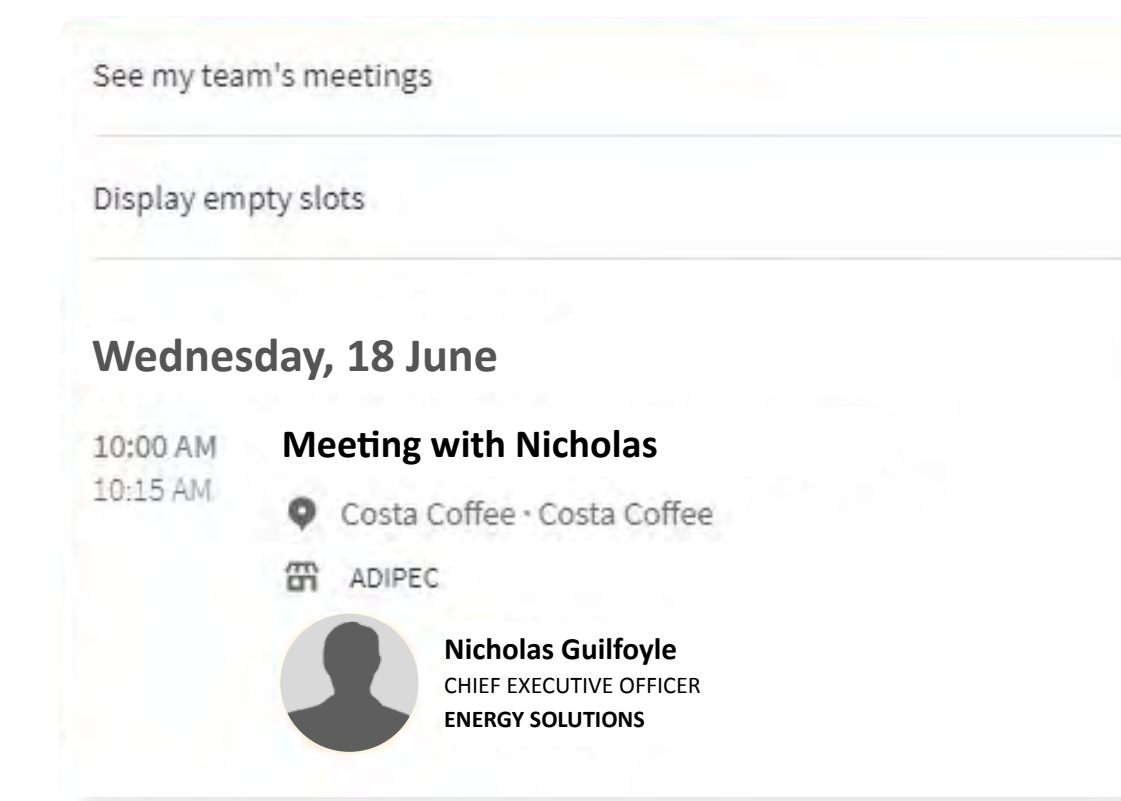 See my team's meetings
Display empty slots
Wednesday, 18 June
10:00 AM
10:15 AM
Meeting with Nicholas
Costa Coffee · Costa Coffee
ADIPEC
Nicholas Guilfoyle
CHIEF EXECUTIVE OFFICER
ENERGY SOLUTIONS